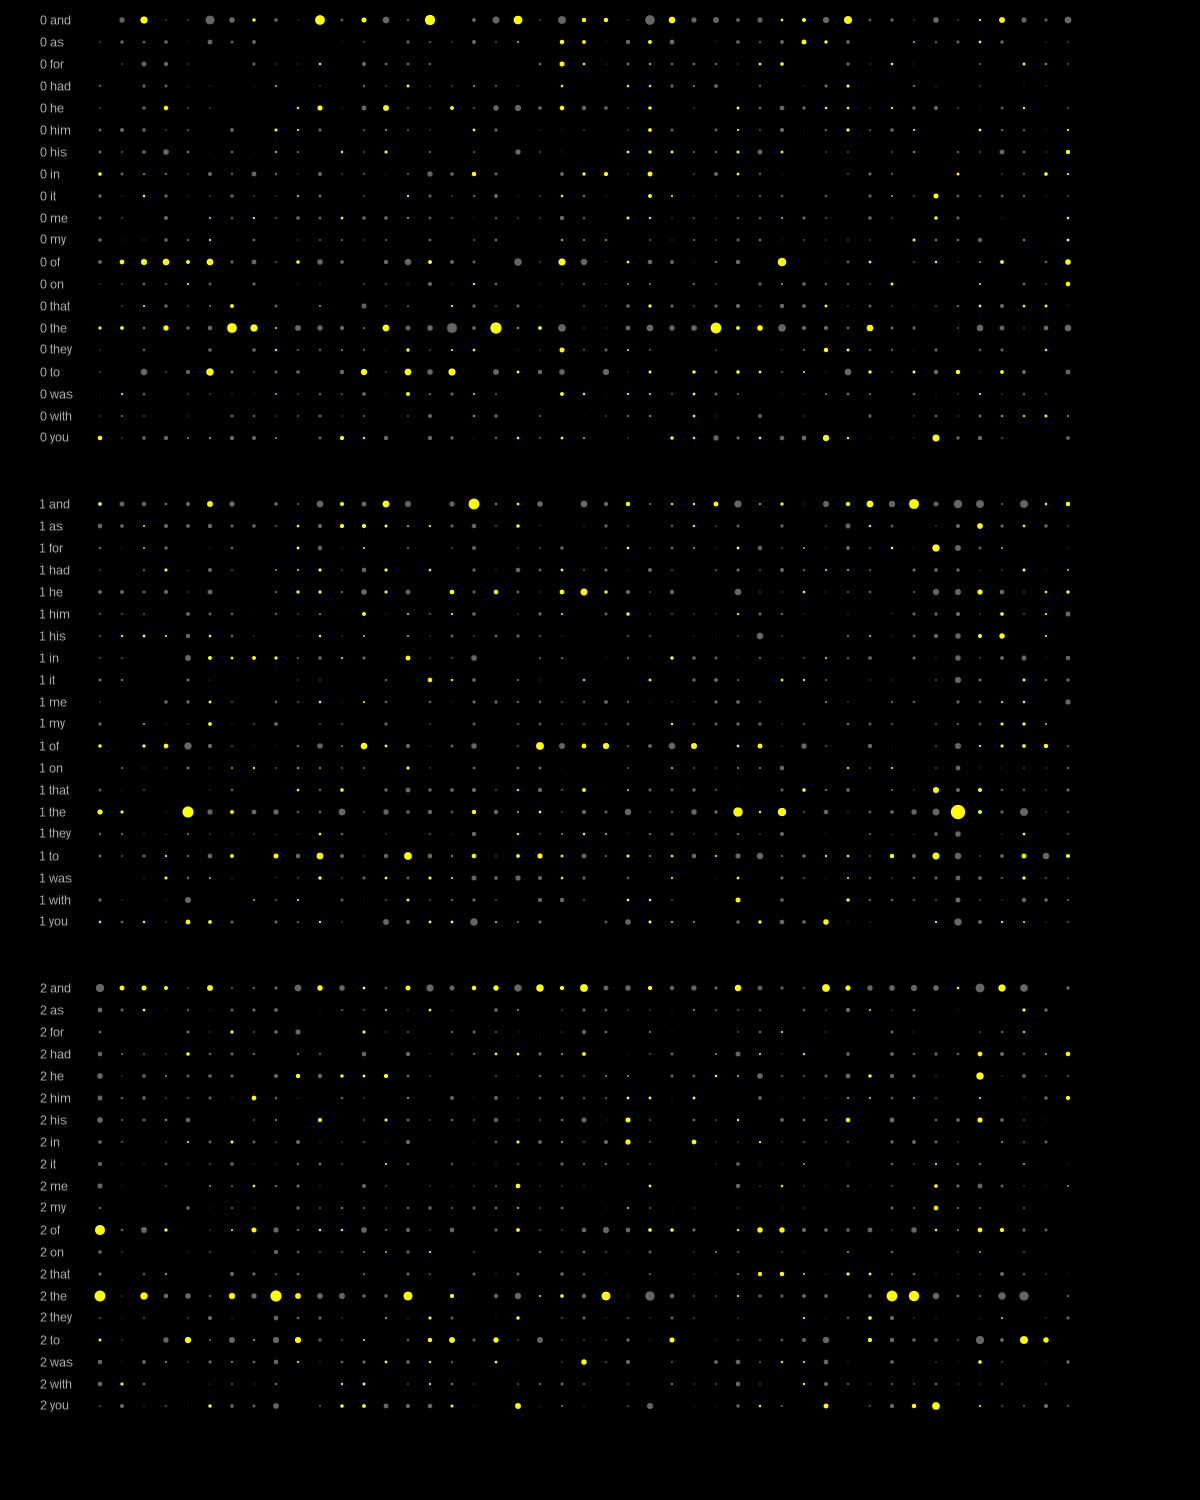 0 and
0 as
0 for
0 had
0 he
0 him
0 his
0 in
0 it
0 me
0 my
0 of
0 on
0 that
0 the
0 they
0 to
0 was
0 with
0 you
1 and
1 as
1 for
1 had
1 he
1 him
1 his
1 in
1 it
1 me
1 my
1 of
1 on
1 that
1 the
1 they
1 to
1 was
1 with
1 you
2 and
2 as
2 for
2 had
2 he
2 him
2 his
2 in
2 it
2 me
2 my
2 of
2 on
2 that
2 the
2 they
2 to
2 was
2 with
2 you